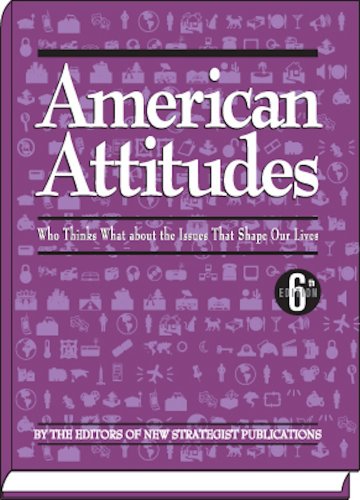 American
Attitudes
Who Thinks What about the Issues That Shape Our Lives
6th
EDITION
BY THE EDITORS OF NEW STRATEGIST PUBLICATIONS